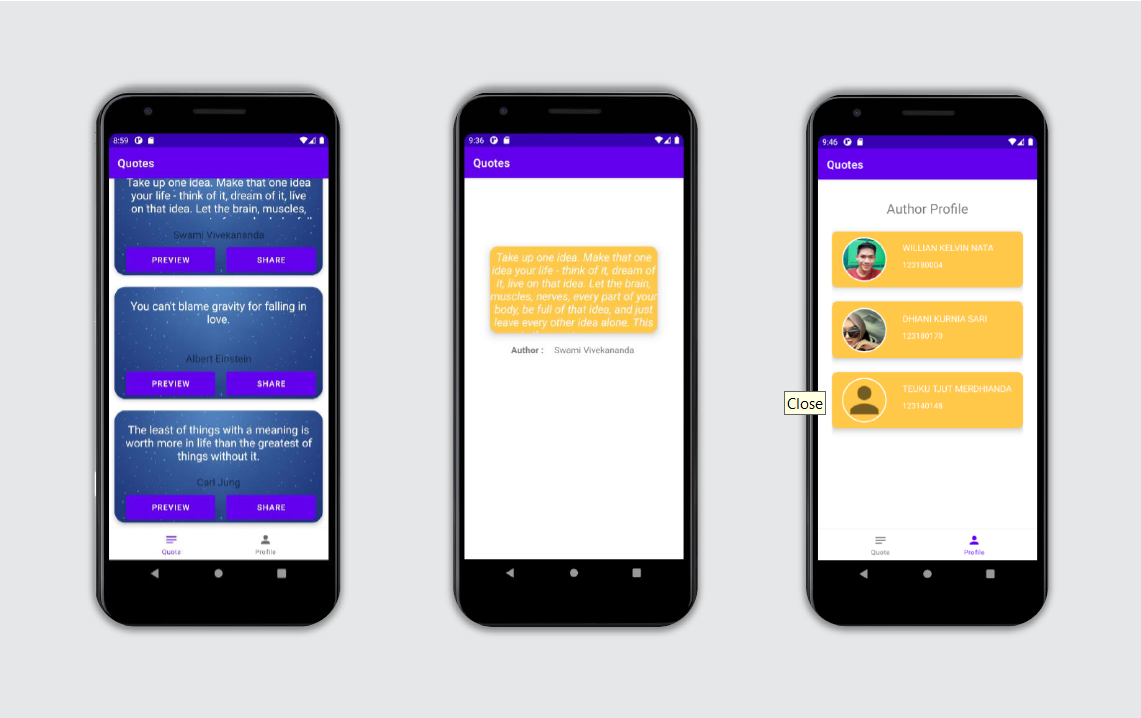 8:59
Quotes
Take up one idea. Make that one idea
your life - think of it, dream of it, live
on that idea. Let the brain, muscles,
Swami Vivekananda
PREVIEW SHARE
You can't blame gravity for falling in
love.
Albert Einstein
PREVIEW SHARE
The least of things with a meaning is
worth more in life than the greatest of
things without it.
Carl Jung
PREVIEW SHARE
Quote Profile
9:36
Quotes
Take up one idea. Make that one
idea your life - think of it, dream of
it, live on that idea. Let the brain,
muscles, nerves, every part of your
body, be full of that idea, and just
leave every other idea alone. This
Author : Swami Vivekananda
9:46
Quotes
Author Profile
WILLIAN KELVIN NATA
DHIANI KURNIA SARI
TEUKU TJUT MERDHIANDA
123140148
Close
Quote Profile